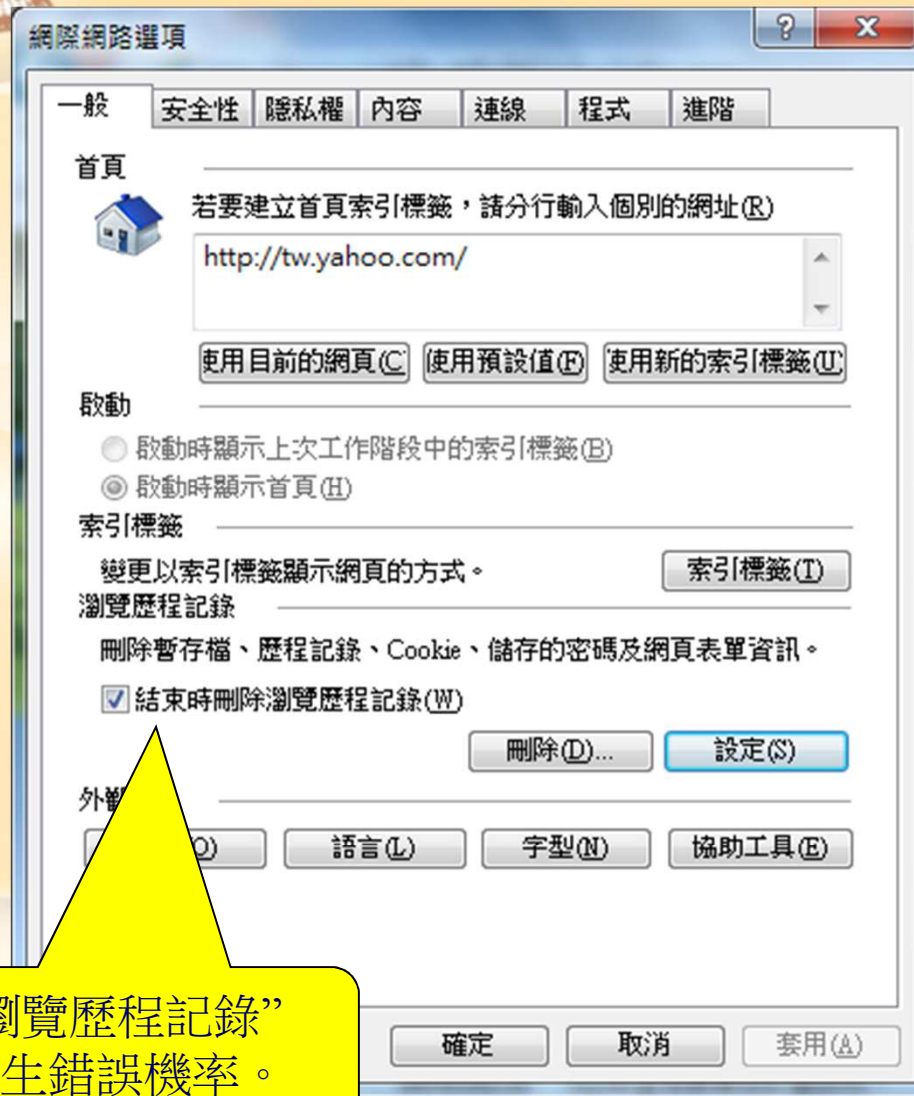 網際網路選項
一般 安全性 隱私權 內容 連線 程式 進階
首頁
若要建立首頁索引標籤，請分行輸入個別的網址(R)
http://tw.yahoo.com/
使用目前的網頁(C 使用預設值(F) 使用新的索引標籤(U
啟動
啟動時顯示上次工作階段中的索引標籤(B)
啟動時顯示首頁(H)
索引標籤
變更以索引標籤顯示網頁的方式。 索引標籤(T)
瀏覽歷程記錄
刪除暫存檔、歷程記錄、Cookie、儲存的密碼及網頁表單資訊。
結束時刪除瀏覽歷程記錄(W)
刪除(D)... 設定(S)
外觀
O) 語言(L) 字型(N) 協助工具(E)
瀏覽歷程記錄”
生錯誤機率。
確定 取消 套用(A)